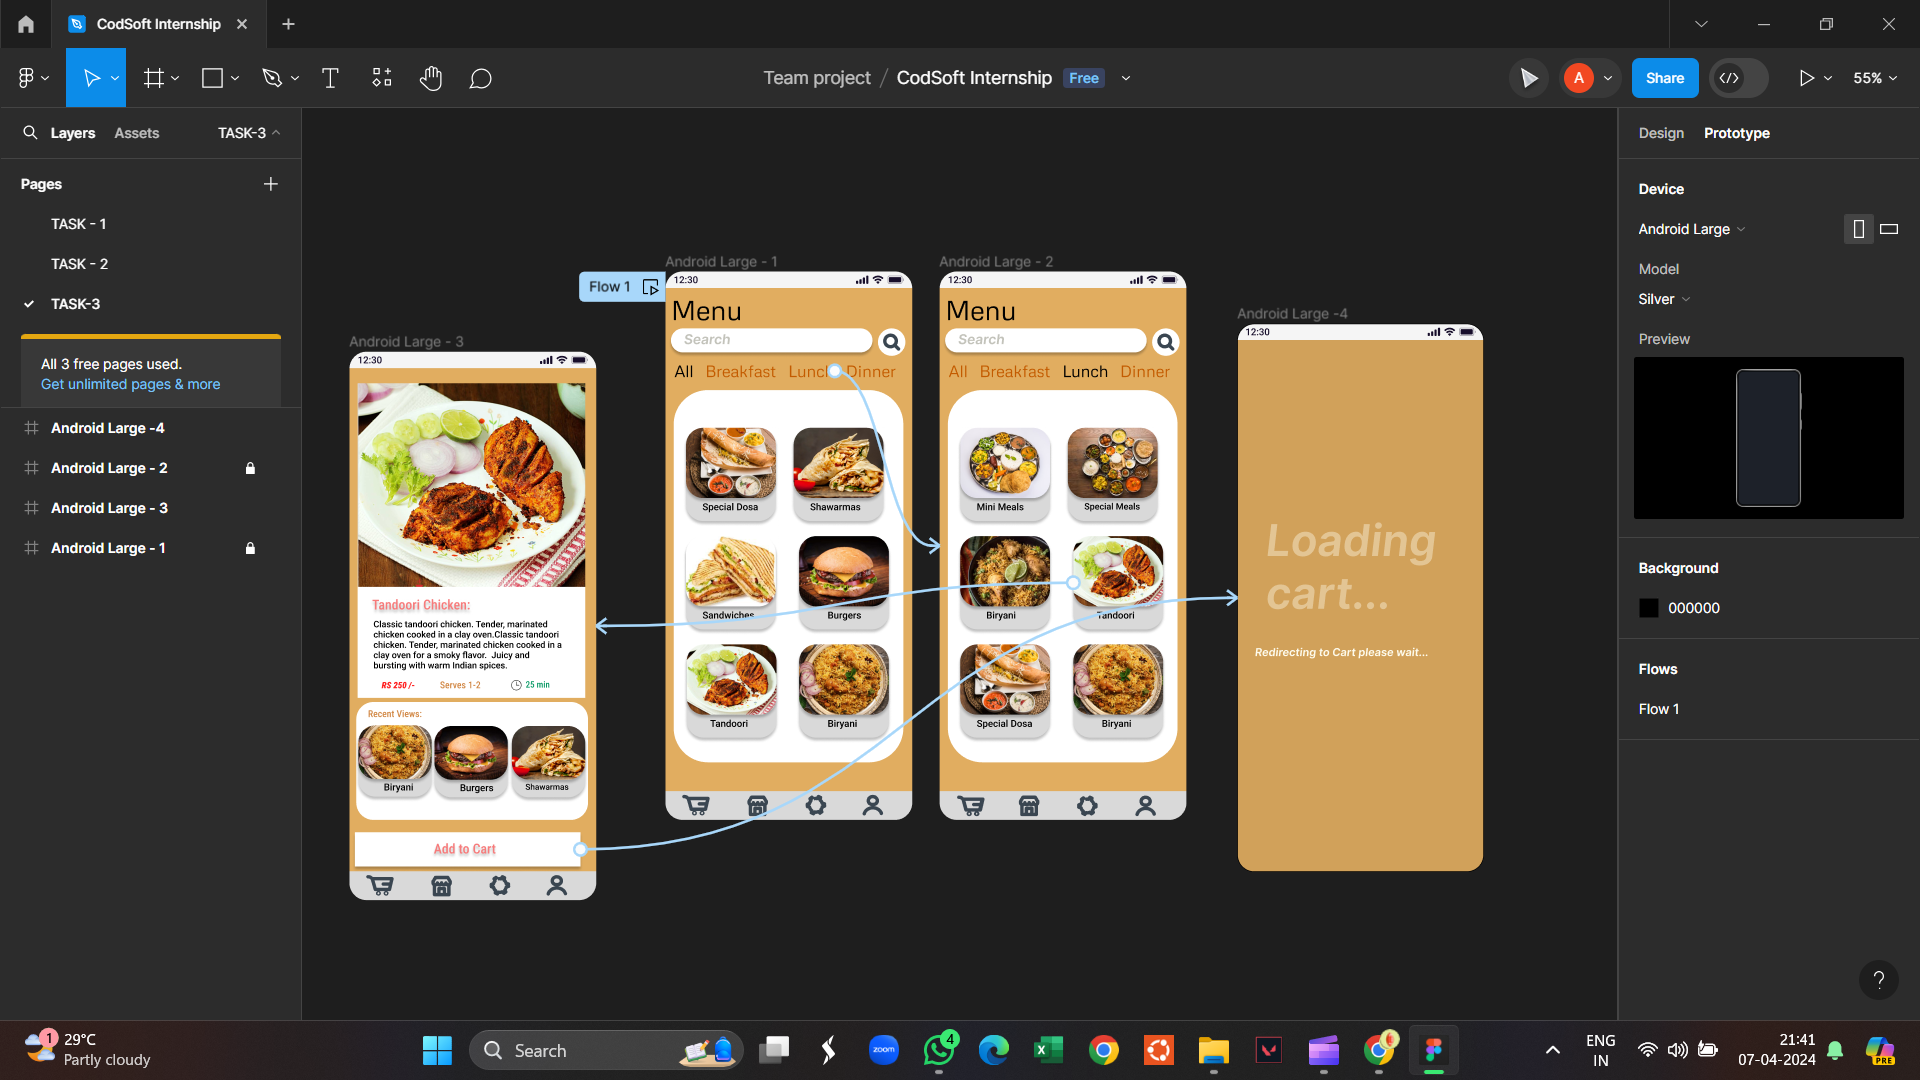 CodSoft Internship
Team project / CodSoft Internship Free
A
Share
55%
Layers Assets TASK-3
Pages
TASK - 1
TASK - 2
TASK-3
All 3 free pages used.
Get unlimited pages & more
Android Large -4
Android Large - 2
Android Large - 3
Android Large - 1
Android Large - 3
12:30
Tandoori Chicken:
Classic tandoori chicken. Tender, marinated
chicken cooked in a clay oven.Classic tandoori
chicken. Tender, marinated chicken cooked in a
clay oven for a smoky flavor. Juicy and
bursting with warm Indian spices.
RS 250 /- Serves 1-2 25 min
Recent Views:
Biryani Burgers Shawarmas
Add to Cart
Flow 1
Android Large - 1
12:30
Menu
Search
All Breakfast Lunch Dinner
Special Dosa Shawarmas
Sandwiches Burgers
Tandoori Biryani
Android Large - 2
12:30
Menu
Search
All Breakfast Lunch Dinner
Mini Meals Special Meals
Biryani Tandoori
Special Dosa Biryani
Android Large -4
12:30
Loading
cart...
Redirecting to Cart please wait...
Design Prototype
Device
Android Large
Model
Silver
Preview
Background
000000
Flows
Flow 1
?
1
29°C
Partly cloudy
Search
zoom
4
PRE
ENG
IN
21:41
07-04-2024